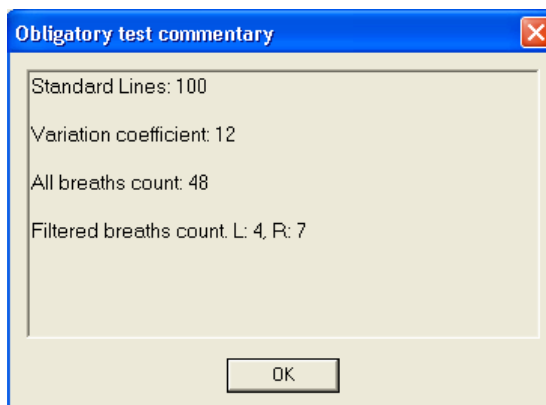 Obligatory test commentary
Standard Lines: 100
Variation coefficient: 12
All breaths count: 48
Filtered breaths count. L: 4, R: 7
OK